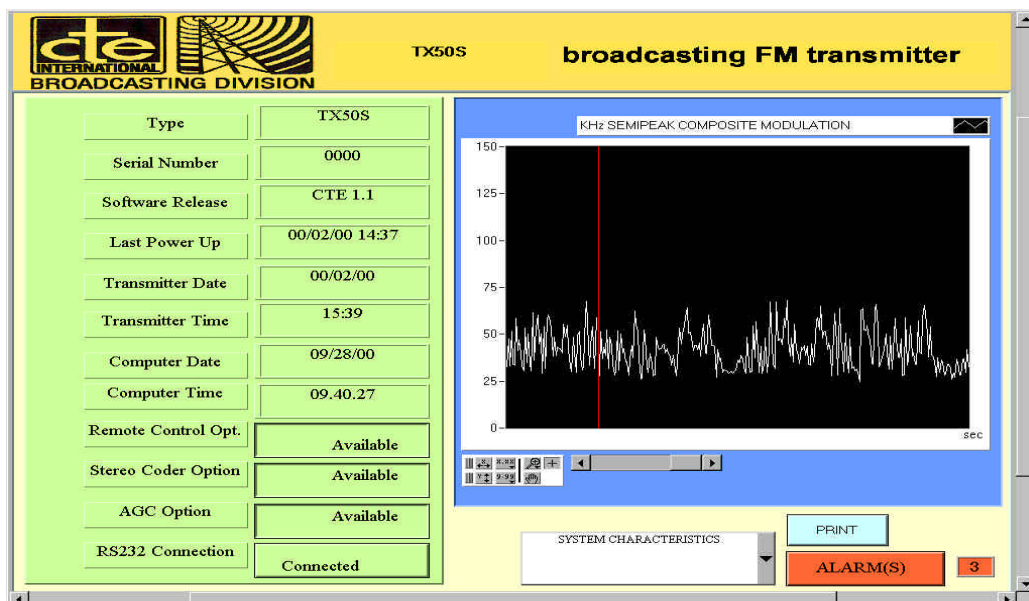 cte
INTERNATIONAL
BROADCASTING DIVISION
TX50S
broadcasting FM transmitter
Type TX50S
Serial Number 0000
Software Release CTE 1.1
Last Power Up 00/02/00 14:37
Transmitter Date 00/02/00
Transmitter Time 15:39
Computer Date 09/28/00
Computer Time 09.40.27
Remote Control Opt. Available
Stereo Coder Option Available
AGC Option Available
RS232 Connection Connected
KHz SEMIPEAK COMPOSITE MODULATION
150
125
100
75
50
25
0
sec
SYSTEM CHARACTERISTICS
PRINT
ALARM(S) 3